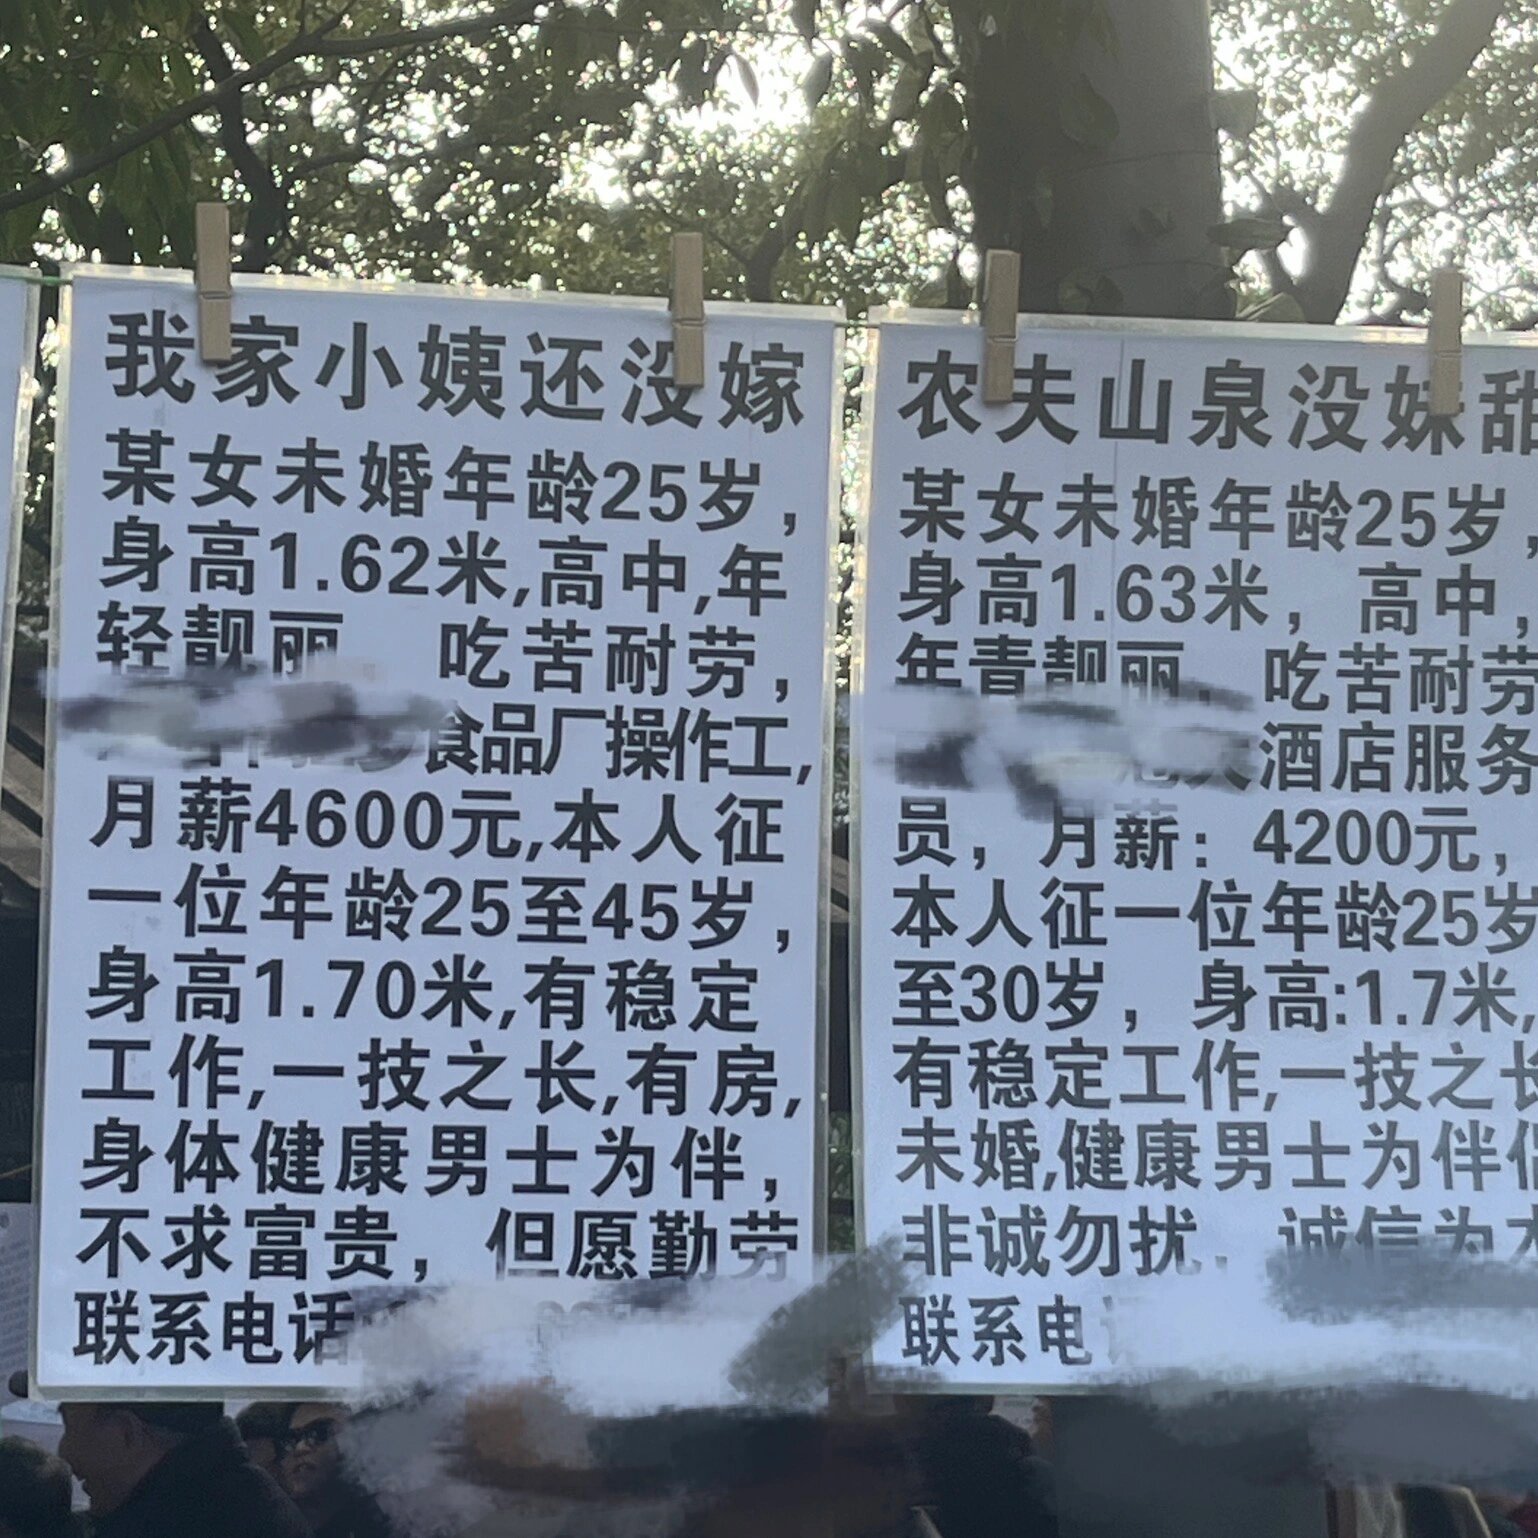 我家小姨还没嫁
某女未婚年龄25岁，
身高1.62米,高中,年
轻靓丽，吃苦耐劳，
食品厂操作工,
月薪4600元,本人征
一位年龄25至45岁，
身高1.70米,有稳定
工作,一技之长,有房,
身体健康男士为伴，
不求富贵，但愿勤劳
联系电话
农夫山泉没妹甜
某女未婚年龄25岁，
身高1.63米，高中，
年青靓丽，吃苦耐劳
酒店服务
员，月薪：4200元，
本人征一位年龄25岁
至30岁，身高:1.7米,
有稳定工作,一技之长
未婚,健康男士为伴侣
非诚勿扰，诚信为本
联系电